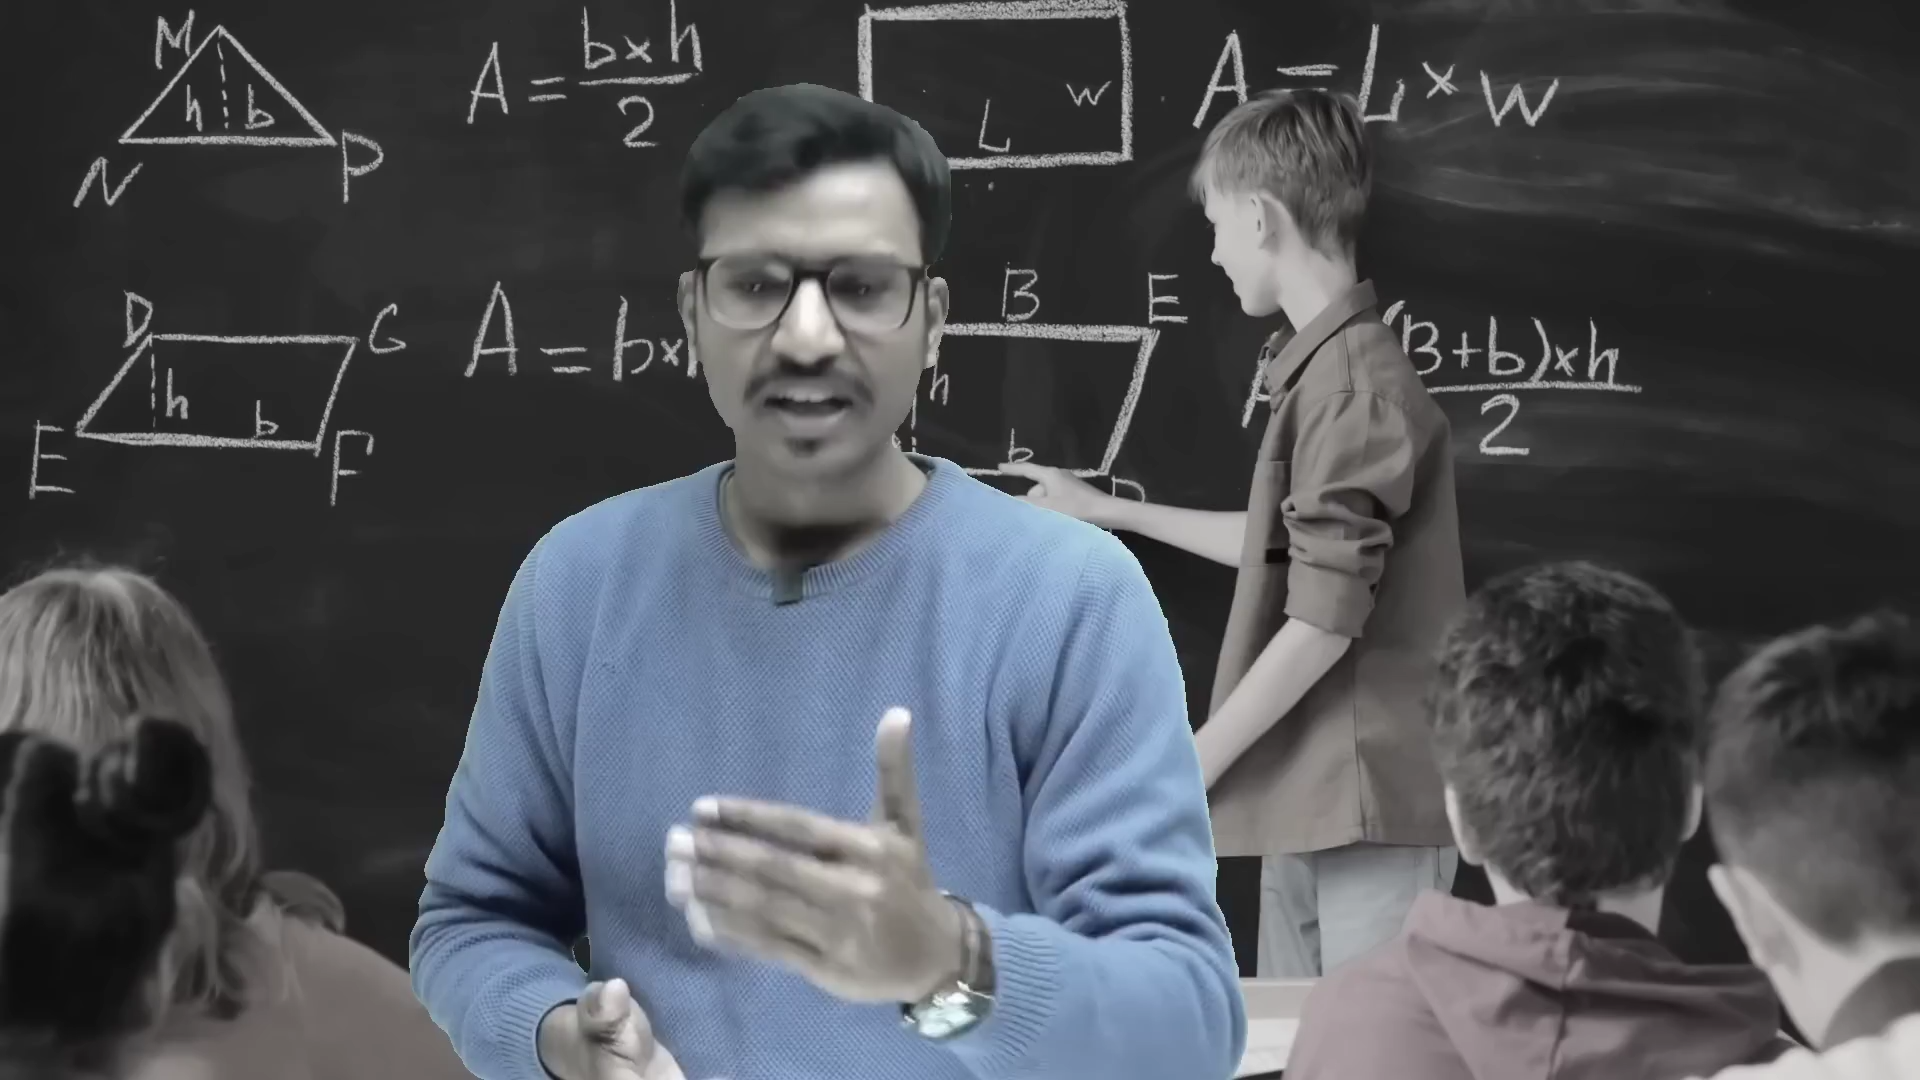 M
h b
N P
A = b×h/2
L w
A = L × w
D G
h b
E F
A = b×
B E
h
b
(B+b)×h
2